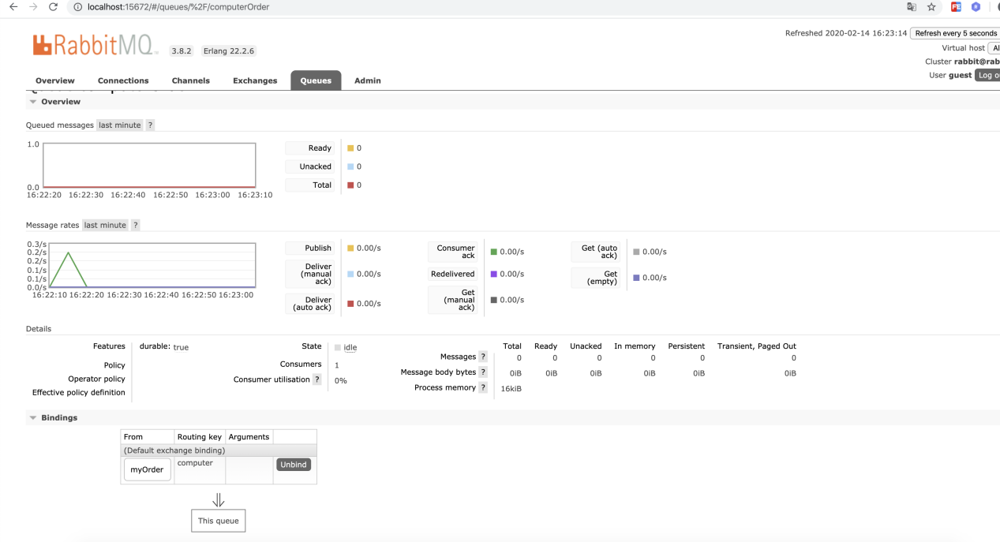 localhost:15672/#/queues/%2F/computerOrder
FE
Refreshed 2020-02-14 16:23:14 Refresh every 5 seconds
RabbitMQ 3.8.2 Erlang 22.2.6
Virtual host
Cluster rabbit@rab
User guest Log o
Overview Connections Channels Exchanges Queues Admin
Overview
Queued messages last minute ?
1.0
0.0
16:22:20 16:22:30 16:22:40 16:22:50 16:23:00 16:23:10
Ready 0
Unacked 0
Total 0
Message rates last minute ?
0.3/s
0.2/s
0.2/s
0.1/s
0.1/s
0.0/s
16:22:10 16:22:20 16:22:30 16:22:40 16:22:50 16:23:00
Publish 0.00/s
Deliver
(manual
ack)
0.00/s
Deliver
(auto ack)
0.00/s
Consumer
ack
0.00/s
Redelivered 0.00/s
Get
(manual
ack)
0.00/s
Get (auto
ack)
0.00/s
Get
(empty)
0.00/s
Details
Features durable: true
Policy
Operator policy
Effective policy definition
State idle
Consumers 1
Consumer utilisation ? 0%
Total Ready Unacked In memory Persistent Transient, Paged Out
Messages ? 0 0 0 0 0 0
Message body bytes ? 0iB 0iB 0iB 0iB 0iB 0iB
Process memory ? 16kiB
Bindings
From Routing key Arguments
(Default exchange binding)
myOrder computer Unbind
This queue